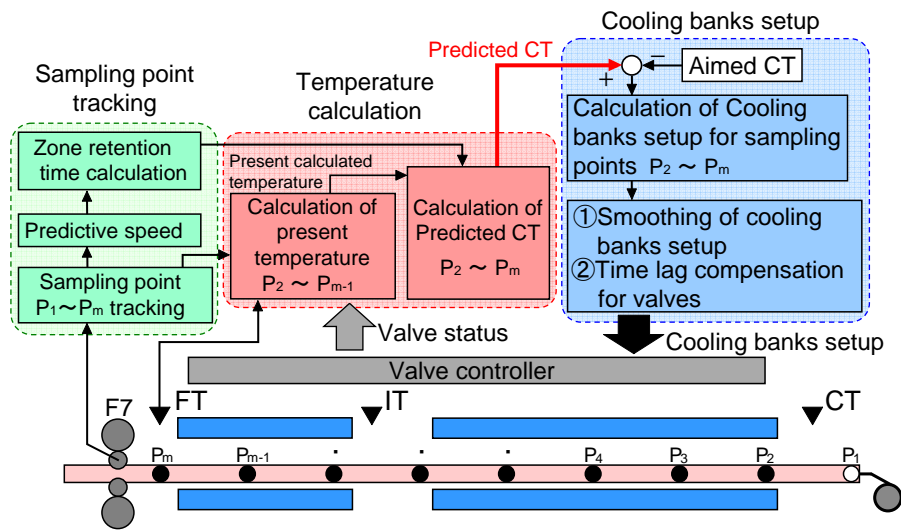 Cooling banks setup
Predicted CT
Aimed CT
+
−
Sampling point
tracking
Temperature
calculation
Calculation of Cooling
banks setup for sampling
points P₂ ~ Pₘ
Zone retention
time calculation
Present calculated
temperature
Calculation of
present
temperature
P₂ ~ Pₘ₋₁
Calculation of
Predicted CT
P₂ ~ Pₘ
①Smoothing of cooling
banks setup
②Time lag compensation
for valves
Predictive speed
Sampling point
P₁~Pₘ tracking
Valve status
Cooling banks setup
Valve controller
F7
FT
IT
CT
Pₘ
Pₘ₋₁
·
·
·
P₄
P₃
P₂
P₁